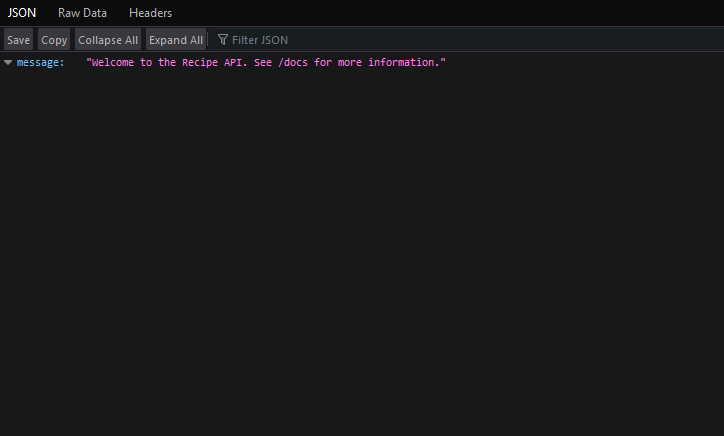 JSON Raw Data Headers
Save Copy Collapse All Expand All Filter JSON
message: "Welcome to the Recipe API. See /docs for more information."